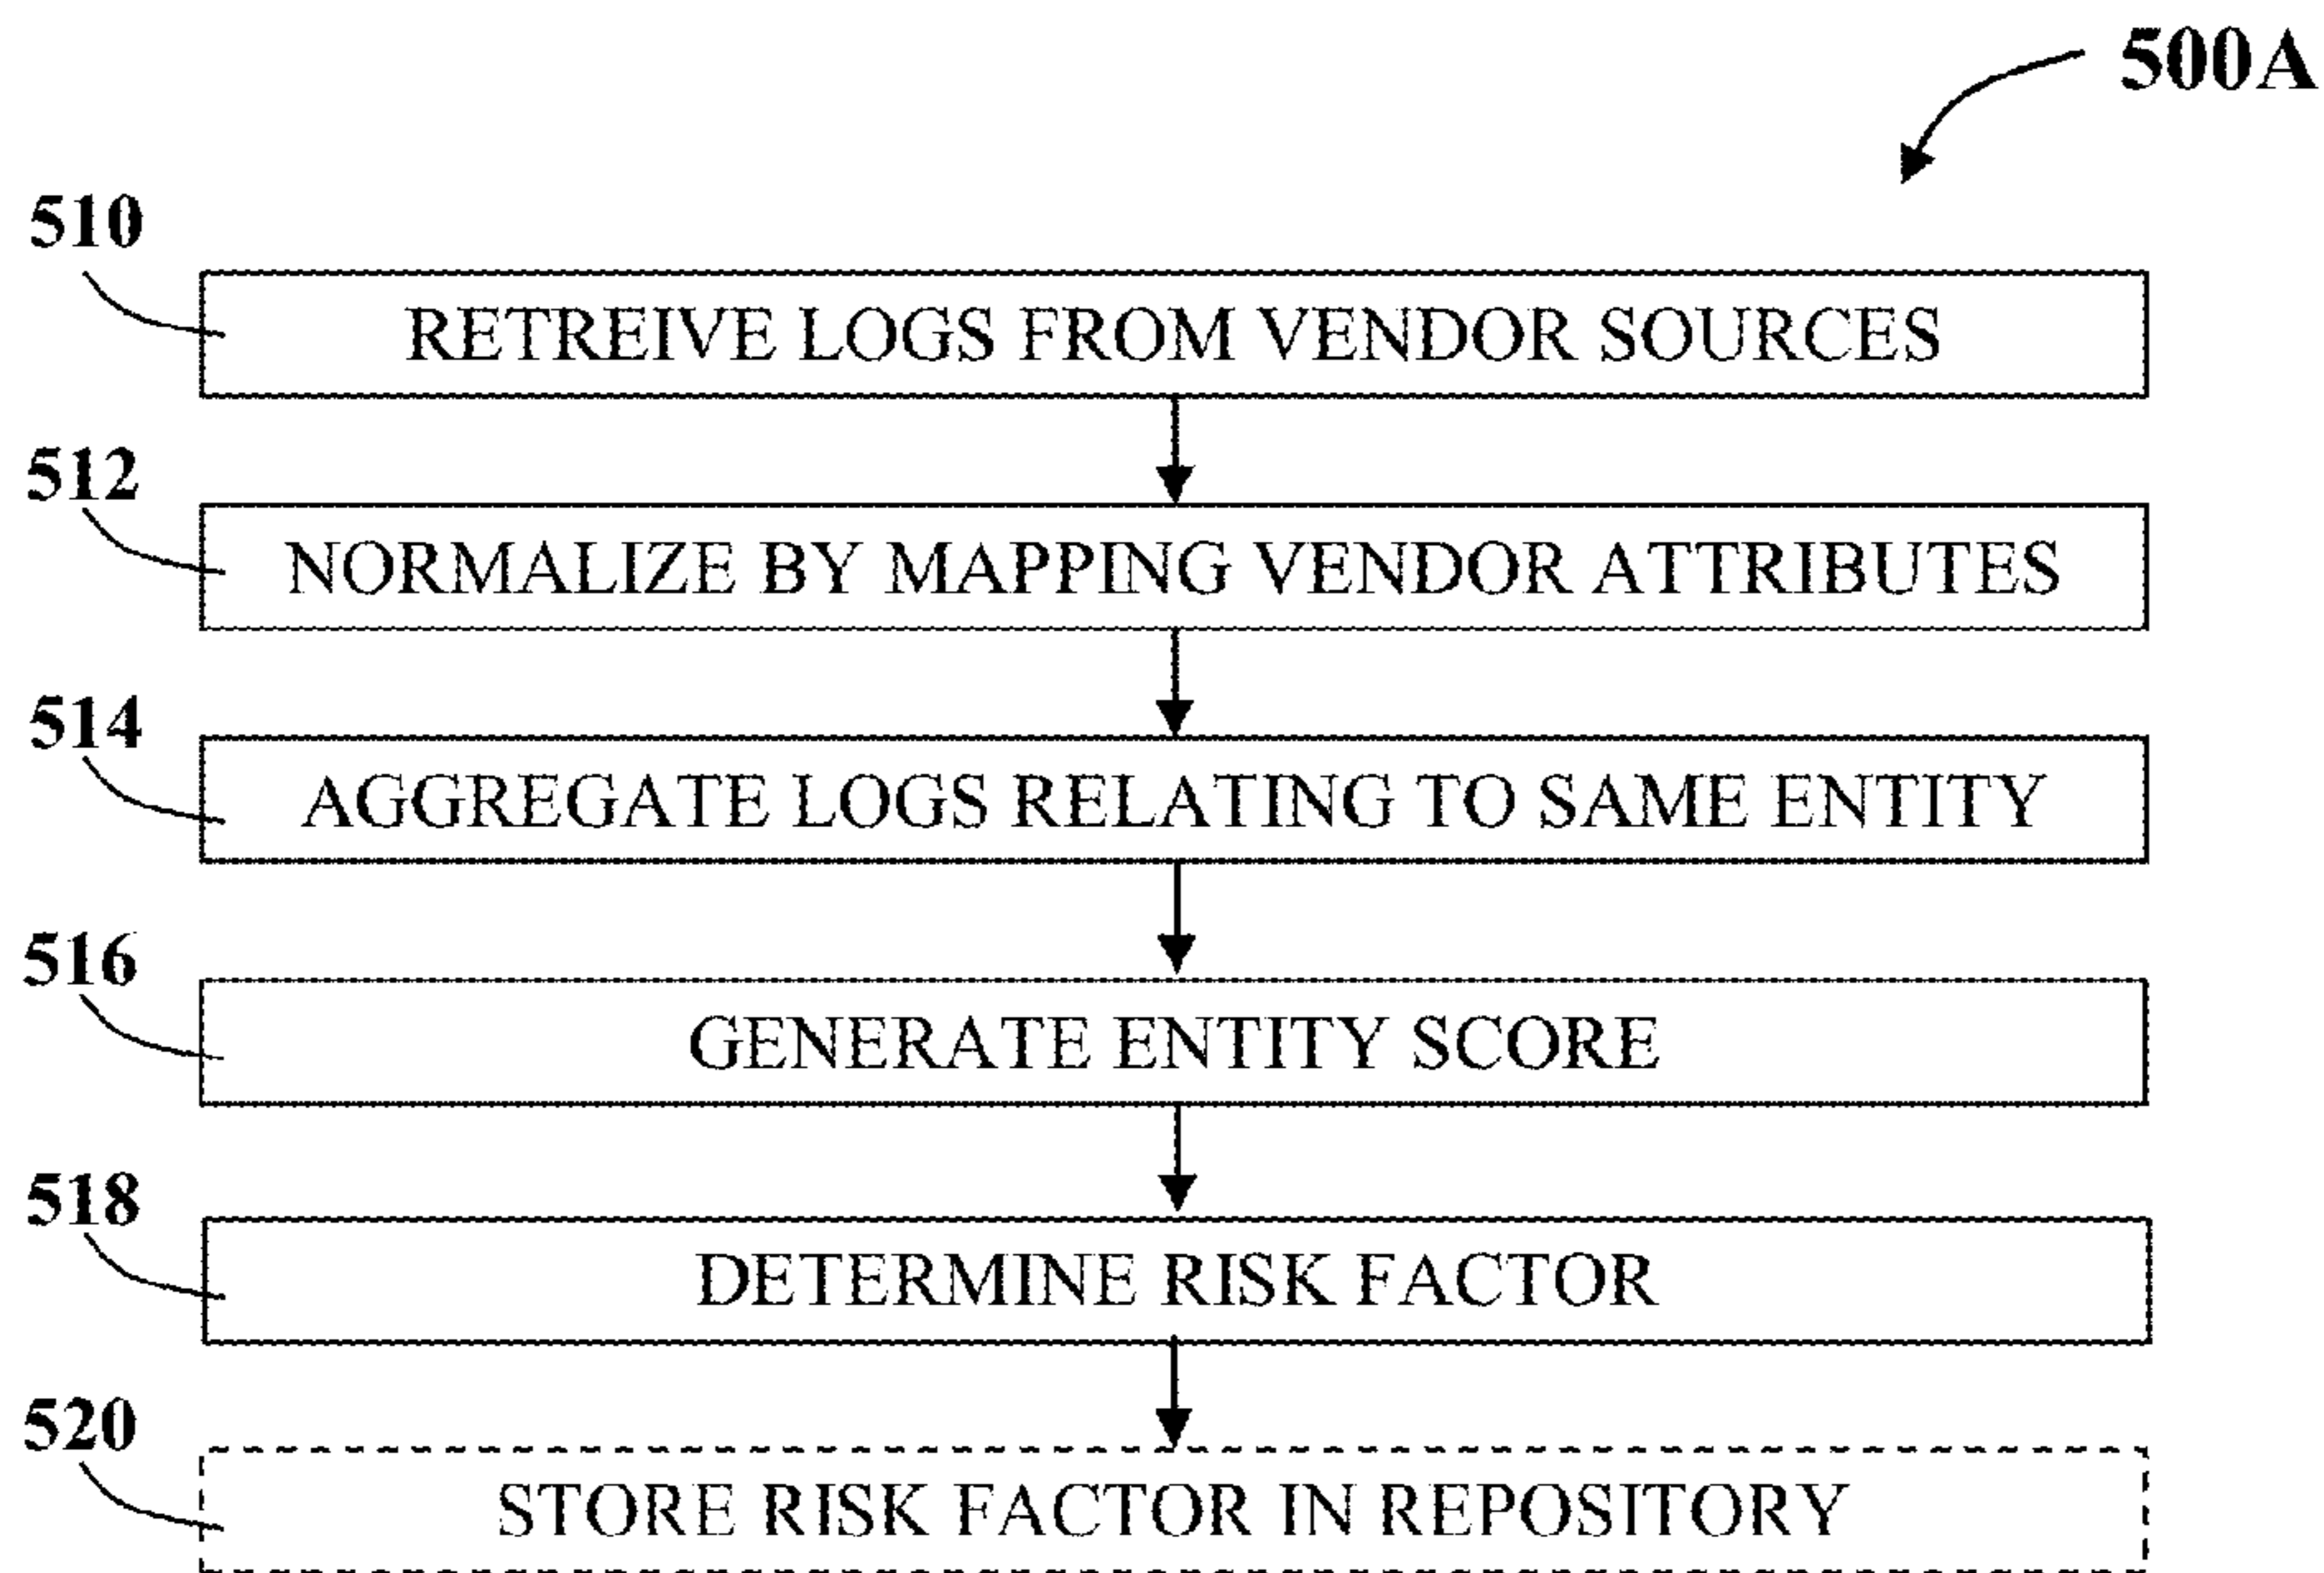 500A
510
RETREIVE LOGS FROM VENDOR SOURCES
512
NORMALIZE BY MAPPING VENDOR ATTRIBUTES
514
AGGREGATE LOGS RELATING TO SAME ENTITY
516
GENERATE ENTITY SCORE
518
DETERMINE RISK FACTOR
520
STORE RISK FACTOR IN REPOSITORY